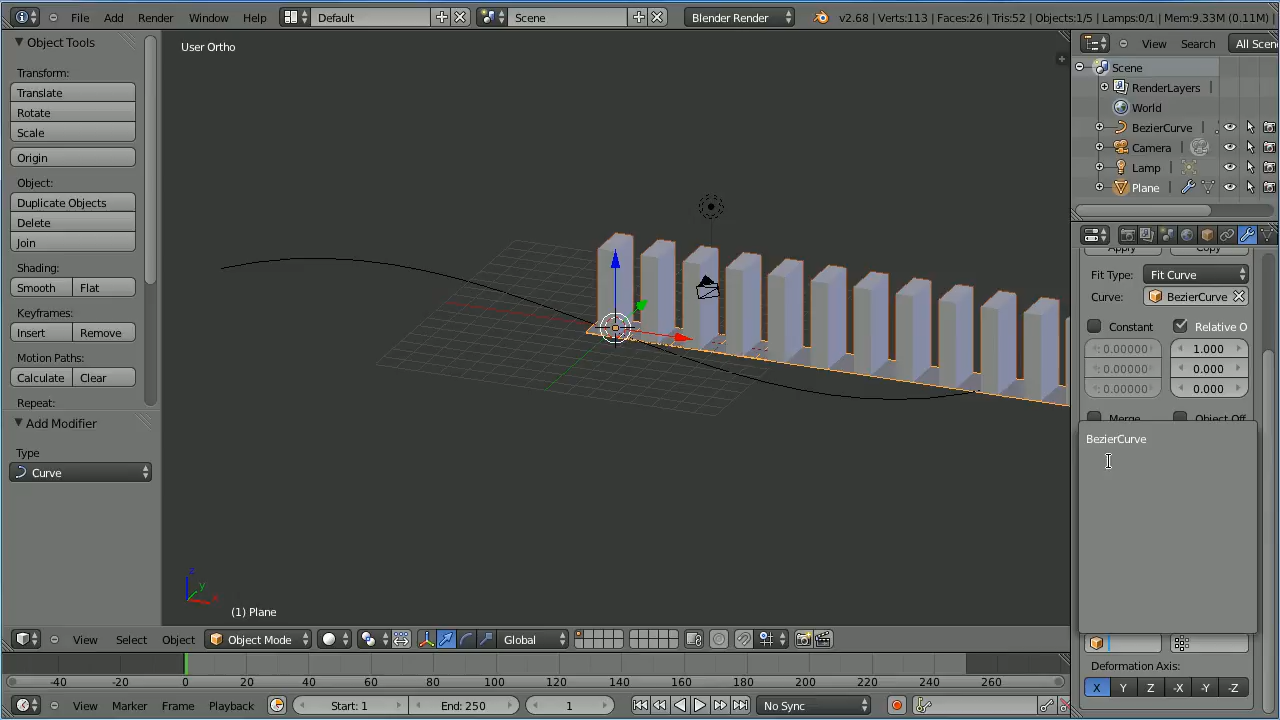 File Add Render Window Help Default Scene Blender Render v2.68 | Verts:113 | Faces:26 | Tris:52 | Objects:1/5 | Lamps:0/1 | Mem:9.33M (0.11M) |
Object Tools
Transform:
Translate
Rotate
Scale
Origin
Object:
Duplicate Objects
Delete
Join
Shading:
Smooth Flat
Keyframes:
Insert Remove
Motion Paths:
Calculate Clear
Repeat:
Add Modifier
Type
Curve
User Ortho
z
y
x
(1) Plane
View Search All Scen
Scene
RenderLayers
World
BezierCurve
Camera
Lamp
Plane
Apply Copy
Fit Type: Fit Curve
Curve: BezierCurve
Constant Relative O
: 0.00000 1.000
: 0.00000 0.000
: 0.00000 0.000
Merge Object Off
BezierCurve
Deformation Axis:
X Y Z -X -Y -Z
View Select Object Object Mode Global
-40 -20 0 20 40 60 80 100 120 140 160 180 200 220 240 260
View Marker Frame Playback Start: 1 End: 250 1 No Sync